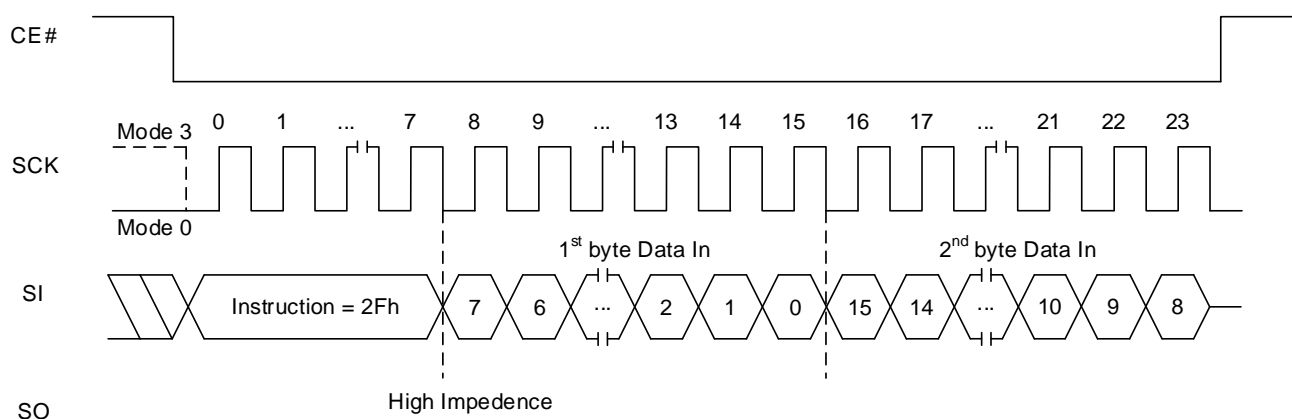 CE#
0 1 ... 7 8 9 ... 13 14 15 16 17 ... 21 22 23
Mode 3
SCK
Mode 0
1st byte Data In 2nd byte Data In
SI Instruction = 2Fh 7 6 ... 2 1 0 15 14 ... 10 9 8
High Impedence
SO